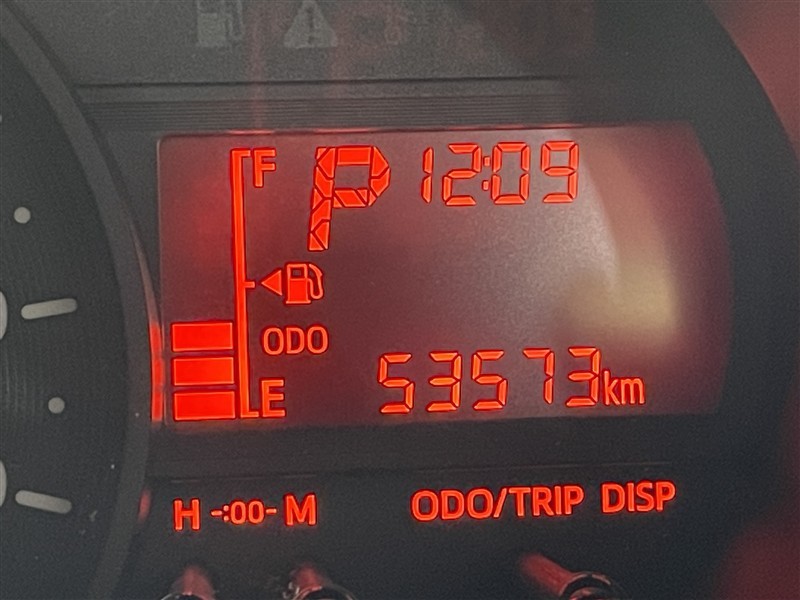 F P 12:09
ODO
E 53573km
H -:00- M ODO/TRIP DISP